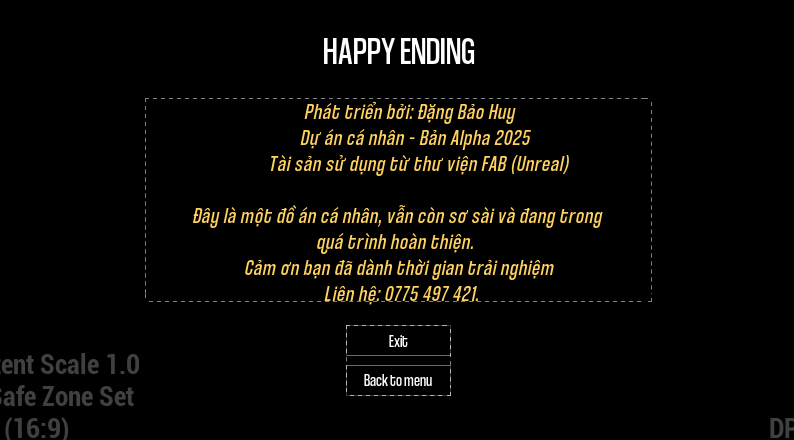 HAPPY ENDING
Phát triển bởi: Đặng Bảo Huy
Dự án cá nhân - Bản Alpha 2025
Tài sản sử dụng từ thư viện FAB (Unreal)
Đây là một đồ án cá nhân, vẫn còn sơ sài và đang trong
quá trình hoàn thiện.
Cảm ơn bạn đã dành thời gian trải nghiệm
Liên hệ: 0775 497 421.
Exit
Back to menu
Scale 1.0
Zone Set
(16:9)